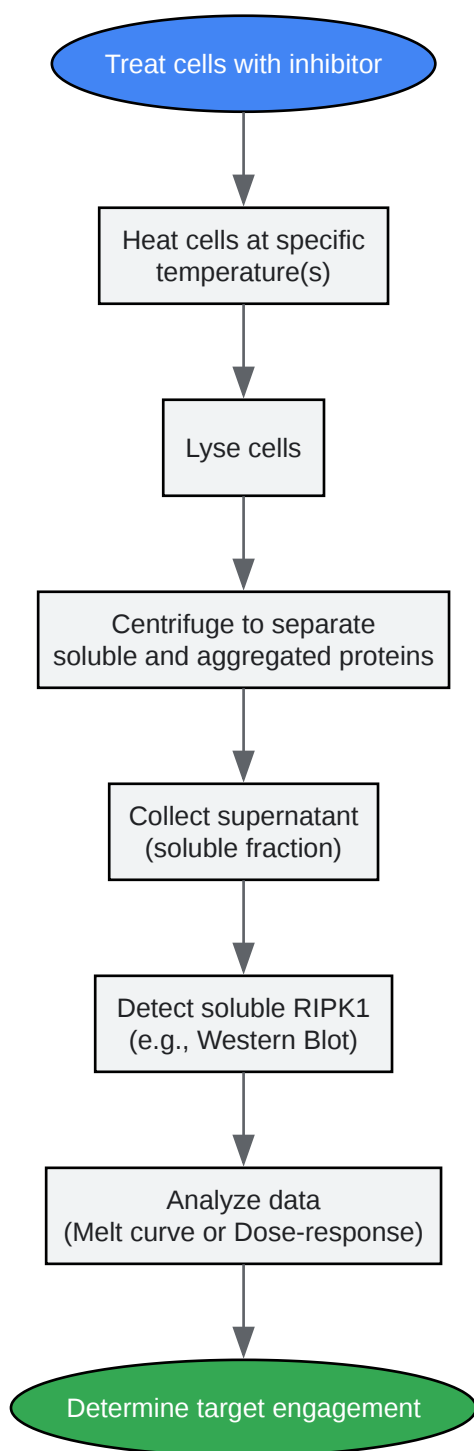 Treat cells with inhibitor
Heat cells at specific
temperature(s)
Lyse cells
Centrifuge to separate
soluble and aggregated proteins
Collect supernatant
(soluble fraction)
Detect soluble RIPK1
(e.g., Western Blot)
Analyze data
(Melt curve or Dose-response)
Determine target engagement